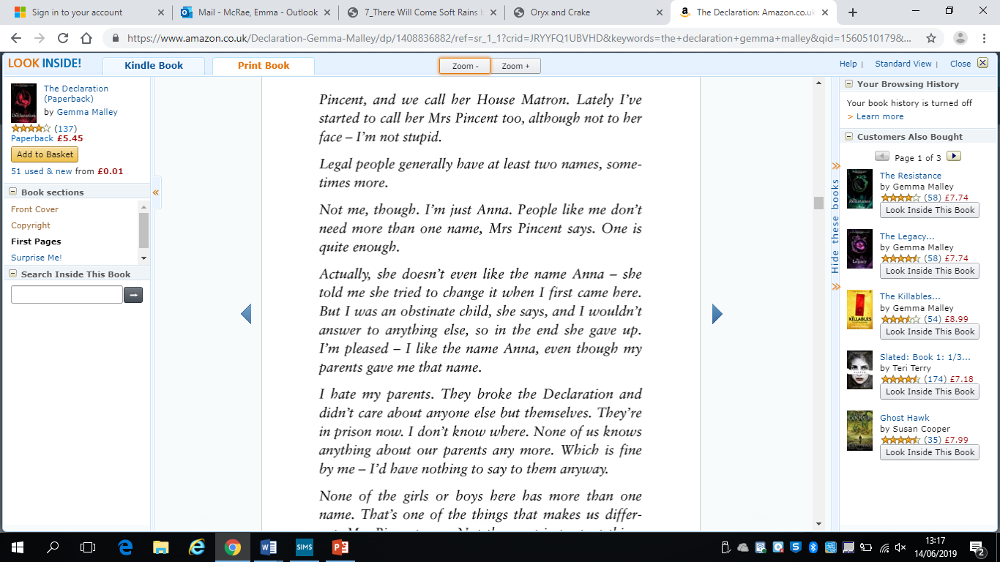 Sign in to your account
Mail - McRae, Emma - Outlook
7_There Will Come Soft Rains b
Oryx and Crake
The Declaration: Amazon.co.uk
https://www.amazon.co.uk/Declaration-Gemma-Malley/dp/1408836882/ref=sr_1_1?crid=JRYYFQ1UBVHD&keywords=the+declaration+gemma+malley&qid=1560510179&...
LOOK INSIDE!
Kindle Book
Print Book
Zoom -
Zoom +
Help |
Standard View |
Close
The Declaration
(Paperback)
by Gemma Malley
(137)
Paperback £5.45
Add to Basket
51 used & new from £0.01
Book sections
Front Cover
Copyright
First Pages
Surprise Me!
Search Inside This Book
Pincent, and we call her House Matron. Lately I've
started to call her Mrs Pincent too, although not to her
face – I'm not stupid.
Legal people generally have at least two names, some-
times more.
Not me, though. I'm just Anna. People like me don't
need more than one name, Mrs Pincent says. One is
quite enough.
Actually, she doesn't even like the name Anna – she
told me she tried to change it when I first came here.
But I was an obstinate child, she says, and I wouldn't
answer to anything else, so in the end she gave up.
I'm pleased – I like the name Anna, even though my
parents gave me that name.
I hate my parents. They broke the Declaration and
didn't care about anyone else but themselves. They're
in prison now. I don't know where. None of us knows
anything about our parents any more. Which is fine
by me – I'd have nothing to say to them anyway.
None of the girls or boys here has more than one
name. That's one of the things that makes us differ-
Hide these books
Your Browsing History
Your book history is turned off
> Learn more
Customers Also Bought
Page 1 of 3
The Resistance
by Gemma Malley
(58) £7.74
Look Inside This Book
The Legacy...
by Gemma Malley
(58) £7.74
Look Inside This Book
The Killables...
by Gemma Malley
(54) £8.99
Look Inside This Book
Slated: Book 1: 1/3...
by Teri Terry
(174) £7.18
Look Inside This Book
Ghost Hawk
by Susan Cooper
(35) £7.99
Look Inside This Book
SIMS
13:17
14/06/2019
2